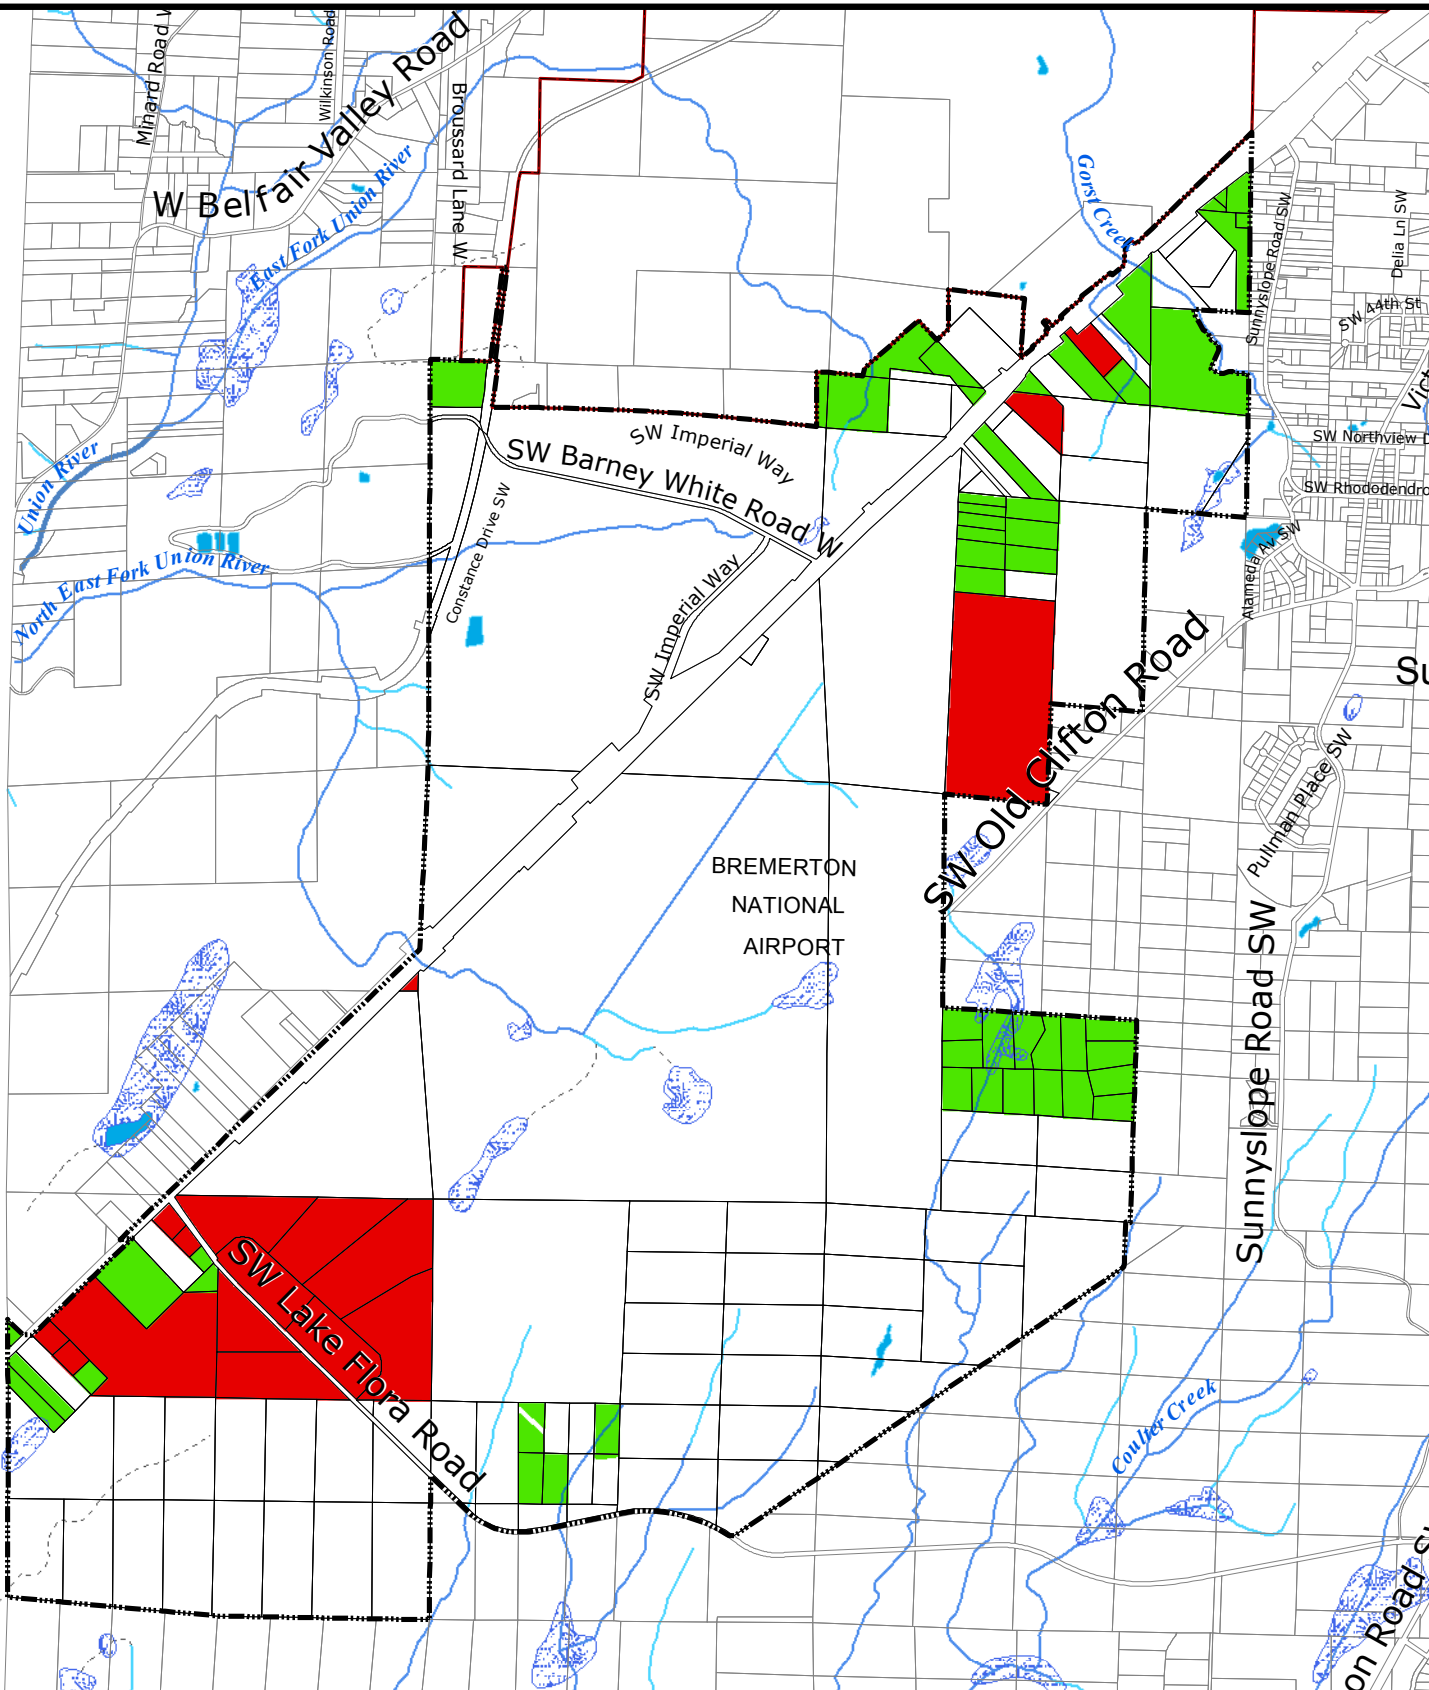 Minard Road
Wilkinson Road
W Belfair Valley Road
Broussard Lane W
East Fork Union River
Gorst Creek
Sunnyslope Road SW
Delia Ln SW
SW 44th St
SW Imperial Way
SW Barney White Road W
SW Northview
SW Rhododendro
Union River
North East Fork Union River
Constance Drive SW
SW Imperial Way
Alameda Av SW
SW Old Clifton Road
Pullman Place SW
BREMERTON
NATIONAL
AIRPORT
Sunnyslope Road SW
SW Lake Flora Road
Coulter Creek
on Road